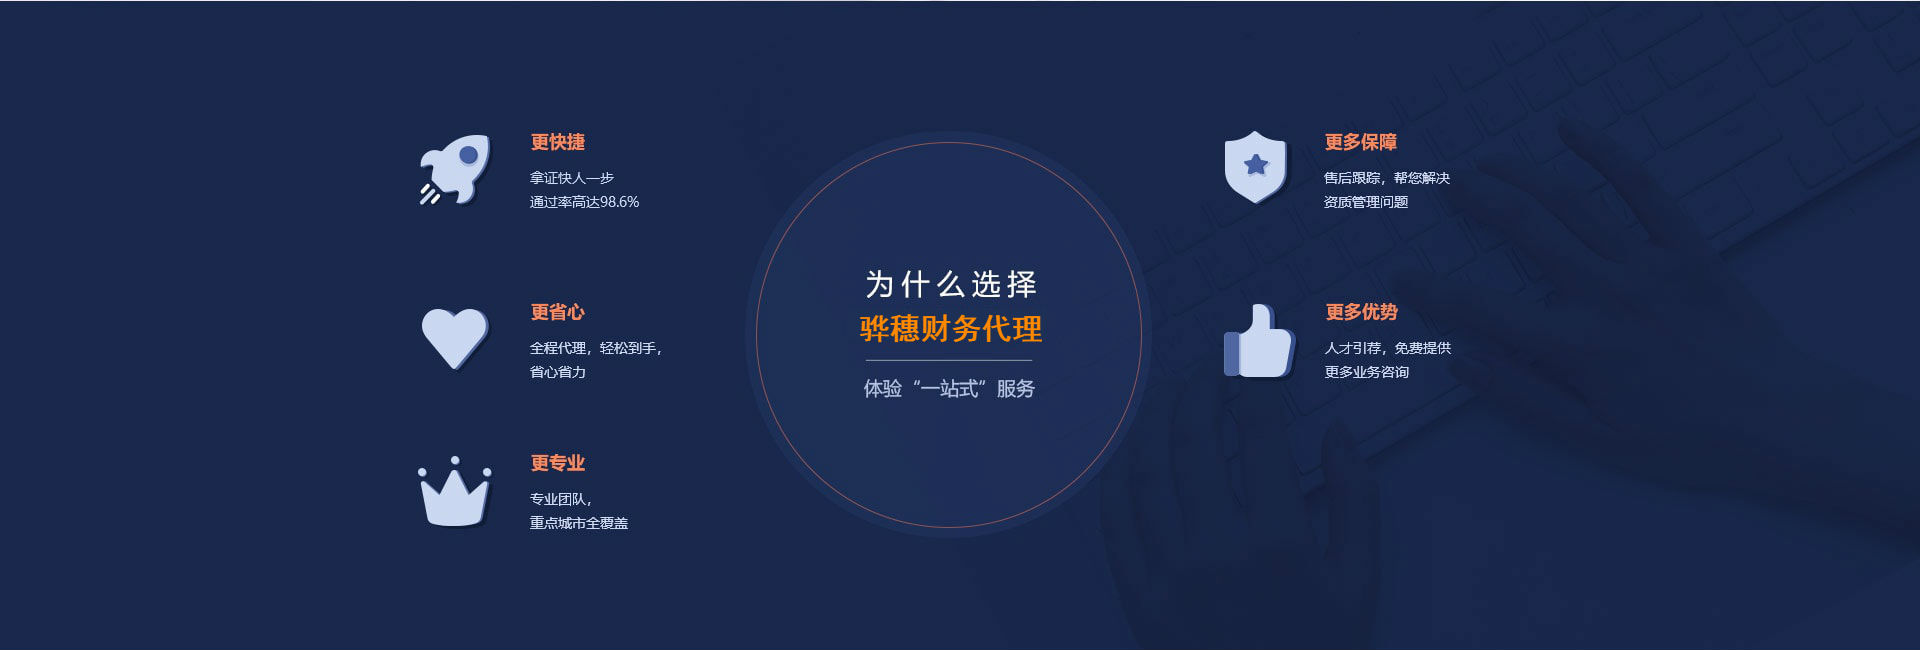 更快捷
拿证快人一步
通过率高达98.6%
更省心
全程代理，轻松到手，
省心省力
更专业
专业团队，
重点城市全覆盖
为什么选择
骅穗财务代理
体验“一站式”服务
更多保障
售后跟踪，帮您解决
资质管理问题
更多优势
人才引荐，免费提供
更多业务咨询